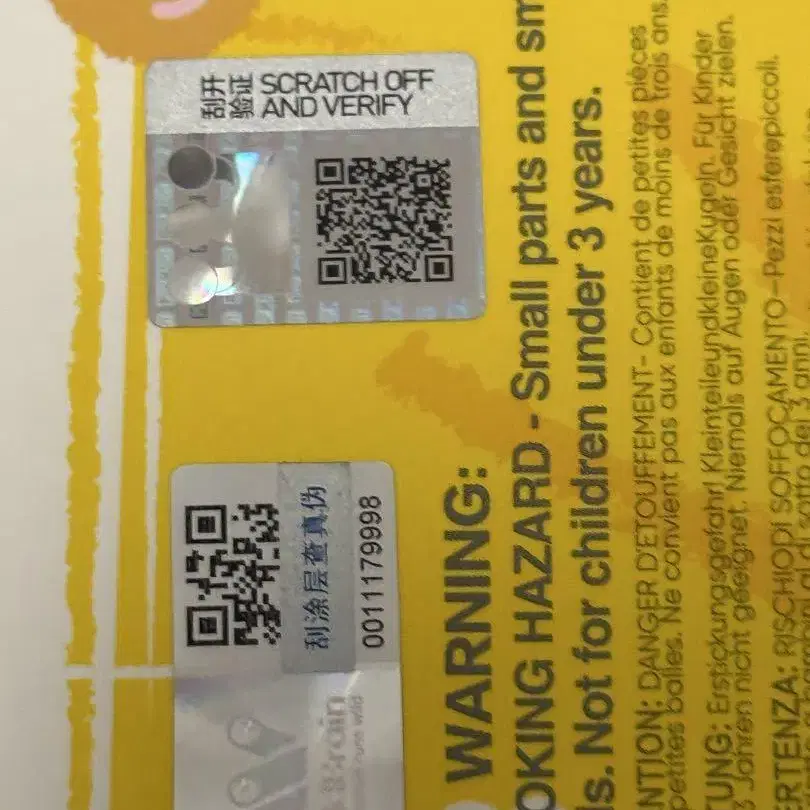 刮开
验证
SCRATCH OFF
AND VERIFY
刮涂层查真伪
0011179998
WARNING:
OKING HAZARD - Small parts and sm
ls. Not for children under 3 years.
NTION: DANGER D'ETOUFFEMENT- Contient de petites pièces
petites balles. Ne convient pas aux enfants de moins de trois ans.
UNG: Erstickungsgefahr! KleinteileundkleineKugeln. Für Kinder
Jahren nicht geeignet. Niemals auf Augen oder Gesicht zielen.
RTENZA: RISCHIODI SOFFOCAMENTO-Pezzi esferepiccoli.
3 anni.